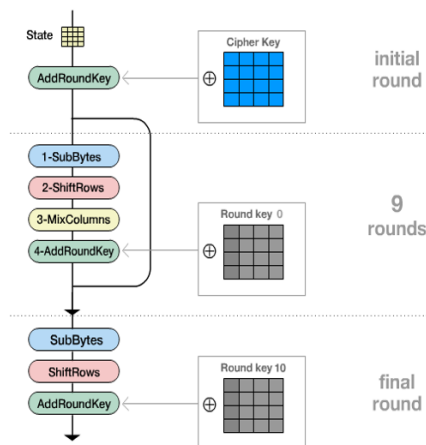 State
Cipher Key
AddRoundKey
⊕
initial
round
1-SubBytes
2-ShiftRows
3-MixColumns
4-AddRoundKey
Round key 0
⊕
9
rounds
SubBytes
ShiftRows
AddRoundKey
Round key 10
⊕
final
round